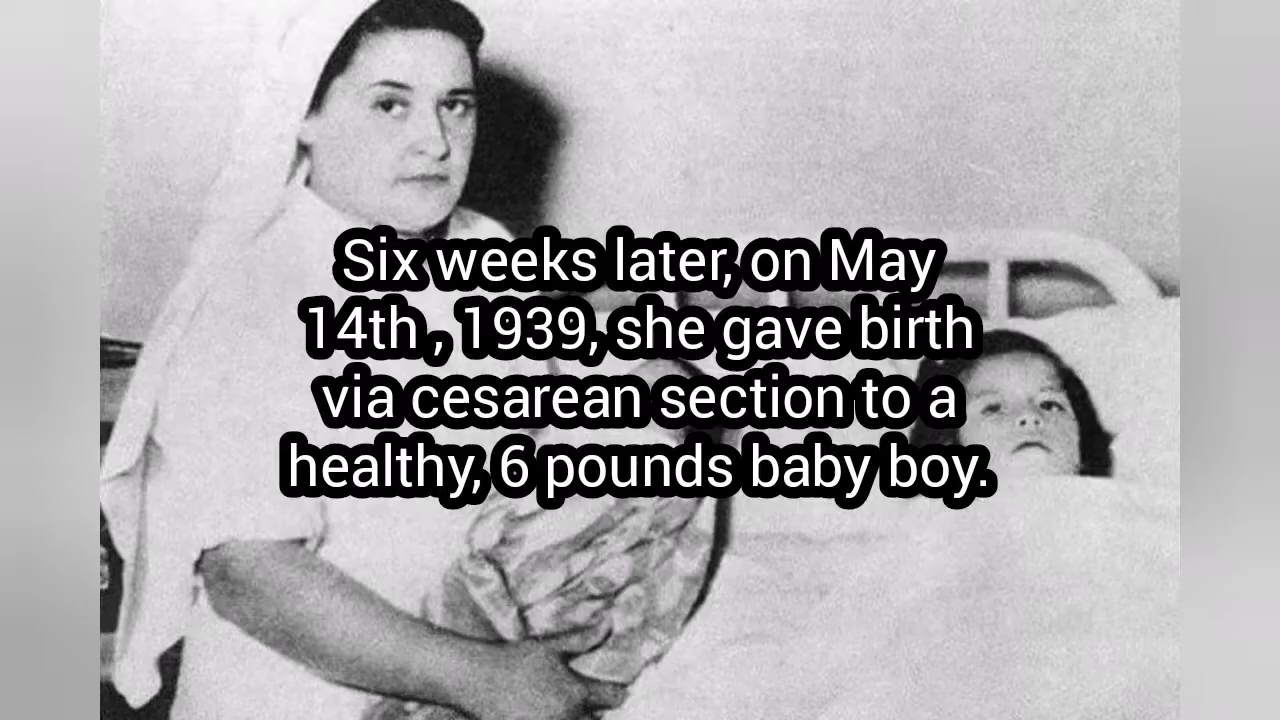 Six weeks later, on May
14th , 1939, she gave birth
via cesarean section to a
healthy, 6 pounds baby boy.